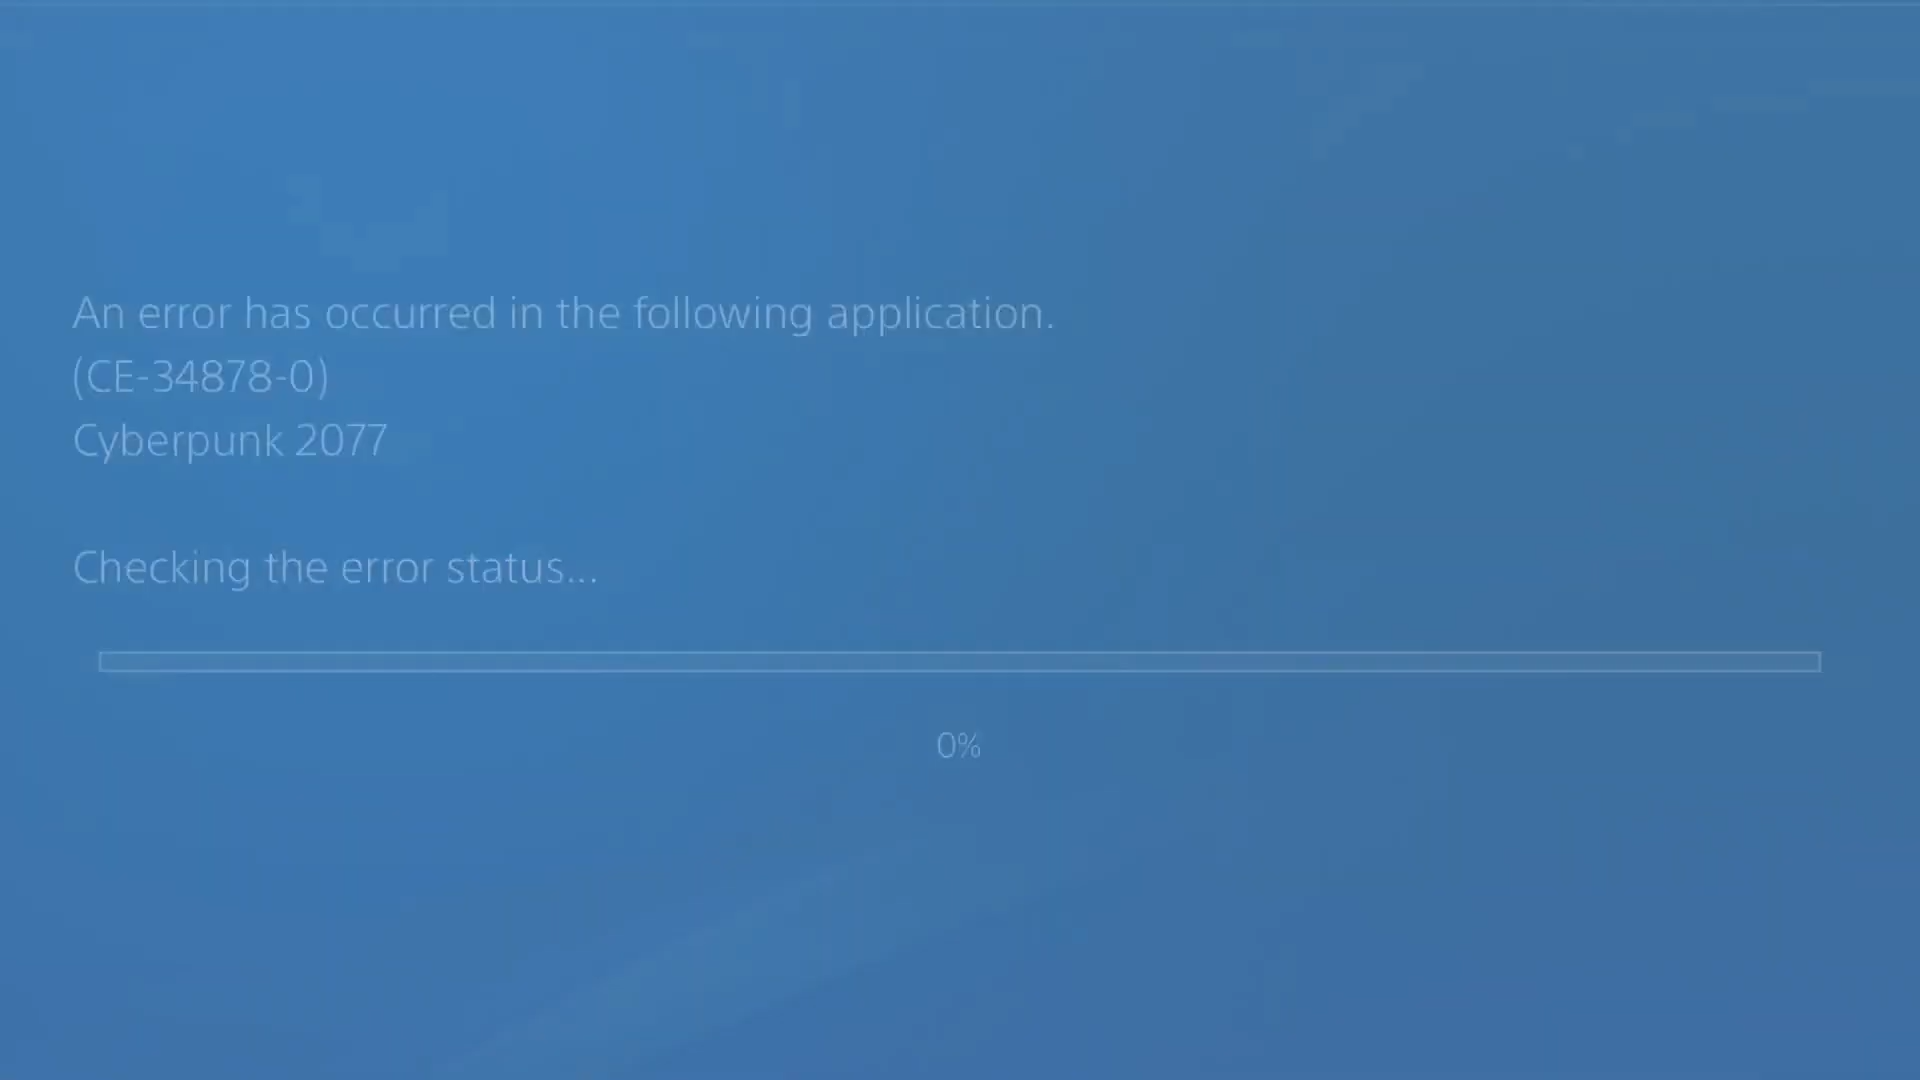 An error has occurred in the following application.
(CE-34878-0)
Cyberpunk 2077
Checking the error status...
0%